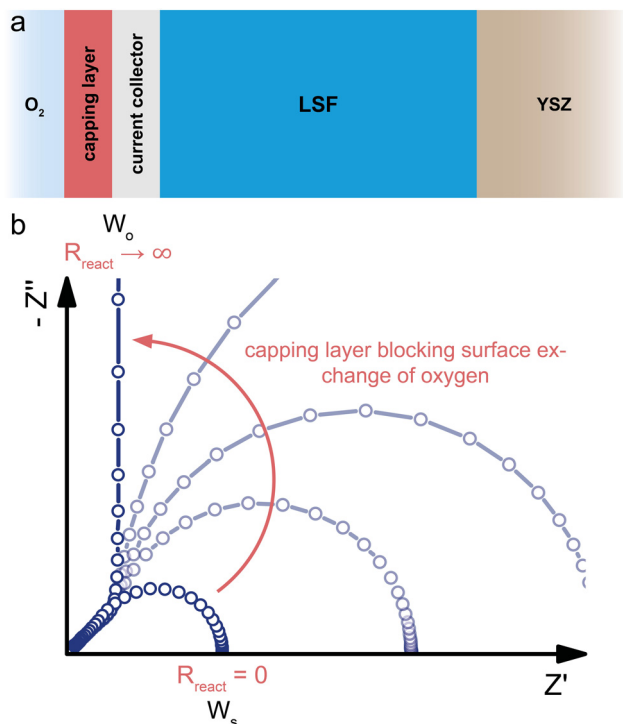 a
O2
capping layer
current collector
LSF
YSZ
b
Wo
Rreact → ∞
- Z''
capping layer blocking surface ex-
change of oxygen
Rreact = 0
Ws
Z'